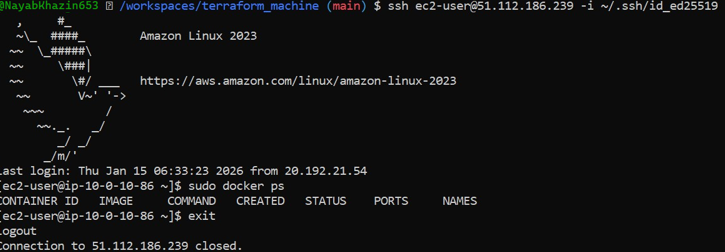 @NayabKhazin653 /workspaces/terraform_machine (main) $ ssh ec2-user@51.112.186.239 -i ~/.ssh/id_ed25519
   ,     #_
   ~\_  ####_        Amazon Linux 2023
  ~~  \_#####\
  ~~     \###|
  ~~       \#/ ___   https://aws.amazon.com/linux/amazon-linux-2023
   ~~       V~' '->
    ~~~         /
      ~~._.   _/
         _/ _/
       _/m/'
Last login: Thu Jan 15 06:33:23 2026 from 20.192.21.54
[ec2-user@ip-10-0-10-86 ~]$ sudo docker ps
CONTAINER ID   IMAGE     COMMAND   CREATED   STATUS    PORTS     NAMES
[ec2-user@ip-10-0-10-86 ~]$ exit
logout
Connection to 51.112.186.239 closed.